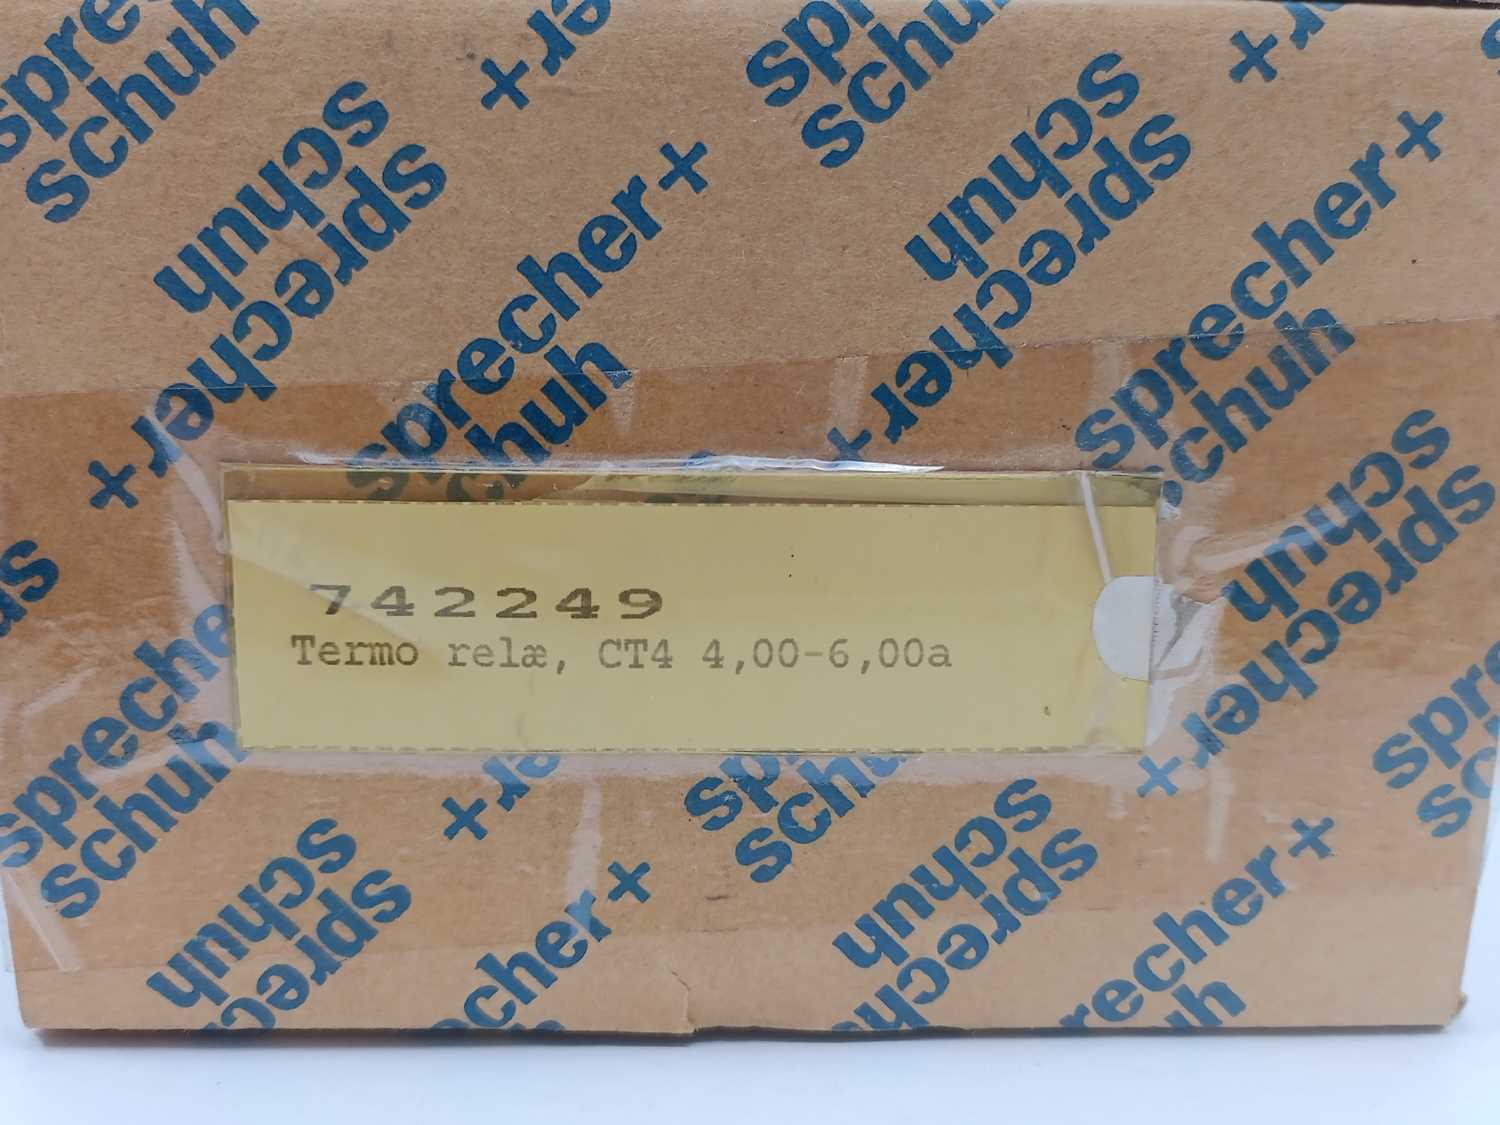 sprecher+
schuh
742249
Termo relæ, CT4 4,00-6,00a